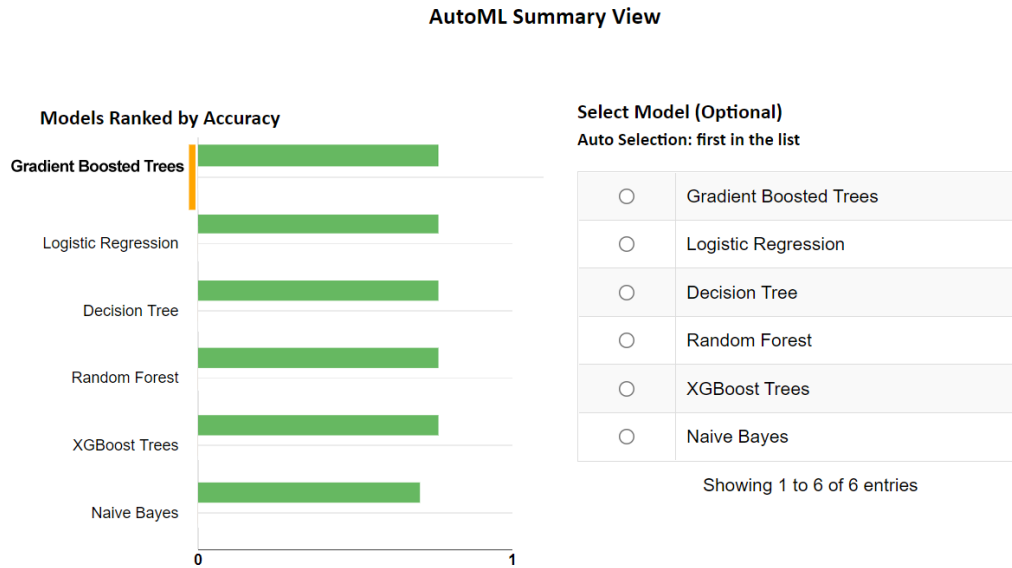 AutoML Summary View
Models Ranked by Accuracy
Gradient Boosted Trees
Logistic Regression
Decision Tree
Random Forest
XGBoost Trees
Naive Bayes
0 1
Select Model (Optional)
Auto Selection: first in the list
Gradient Boosted Trees
Logistic Regression
Decision Tree
Random Forest
XGBoost Trees
Naive Bayes
Showing 1 to 6 of 6 entries